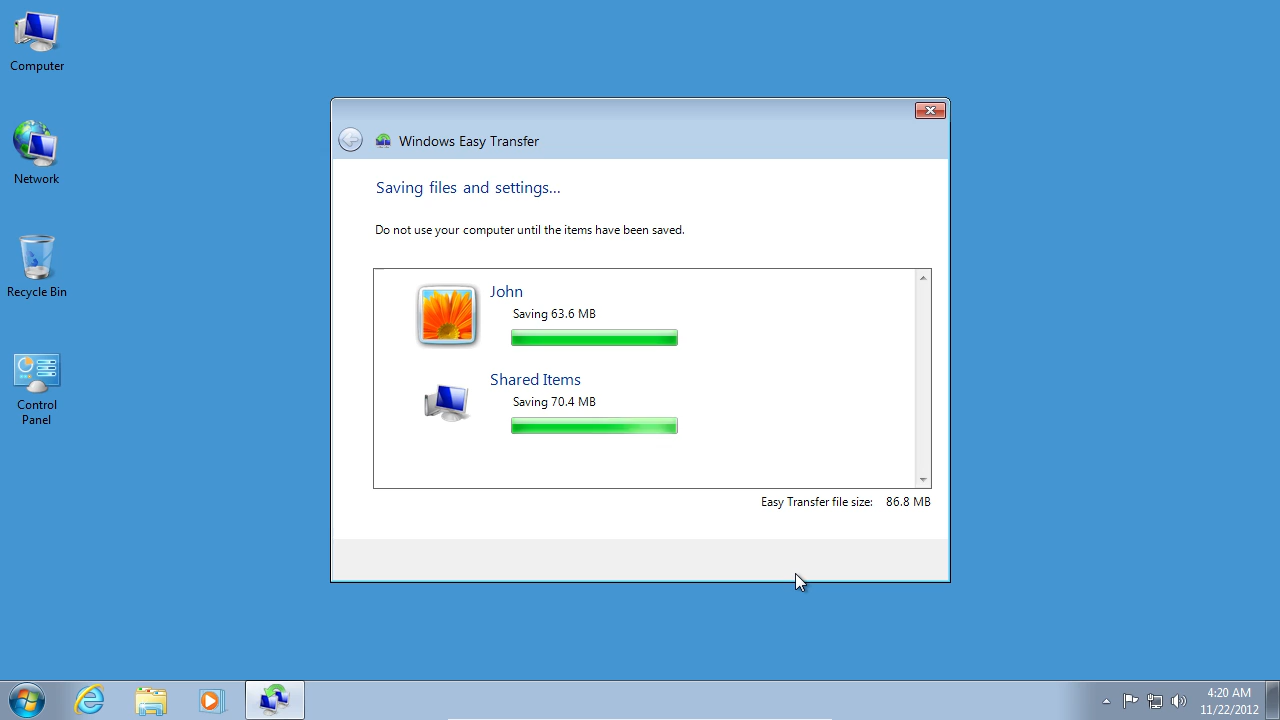 Computer
Network
Recycle Bin
Control
Panel
Windows Easy Transfer
Saving files and settings...
Do not use your computer until the items have been saved.
John
Saving 63.6 MB
Shared Items
Saving 70.4 MB
Easy Transfer file size: 86.8 MB
4:20 AM
11/22/2012